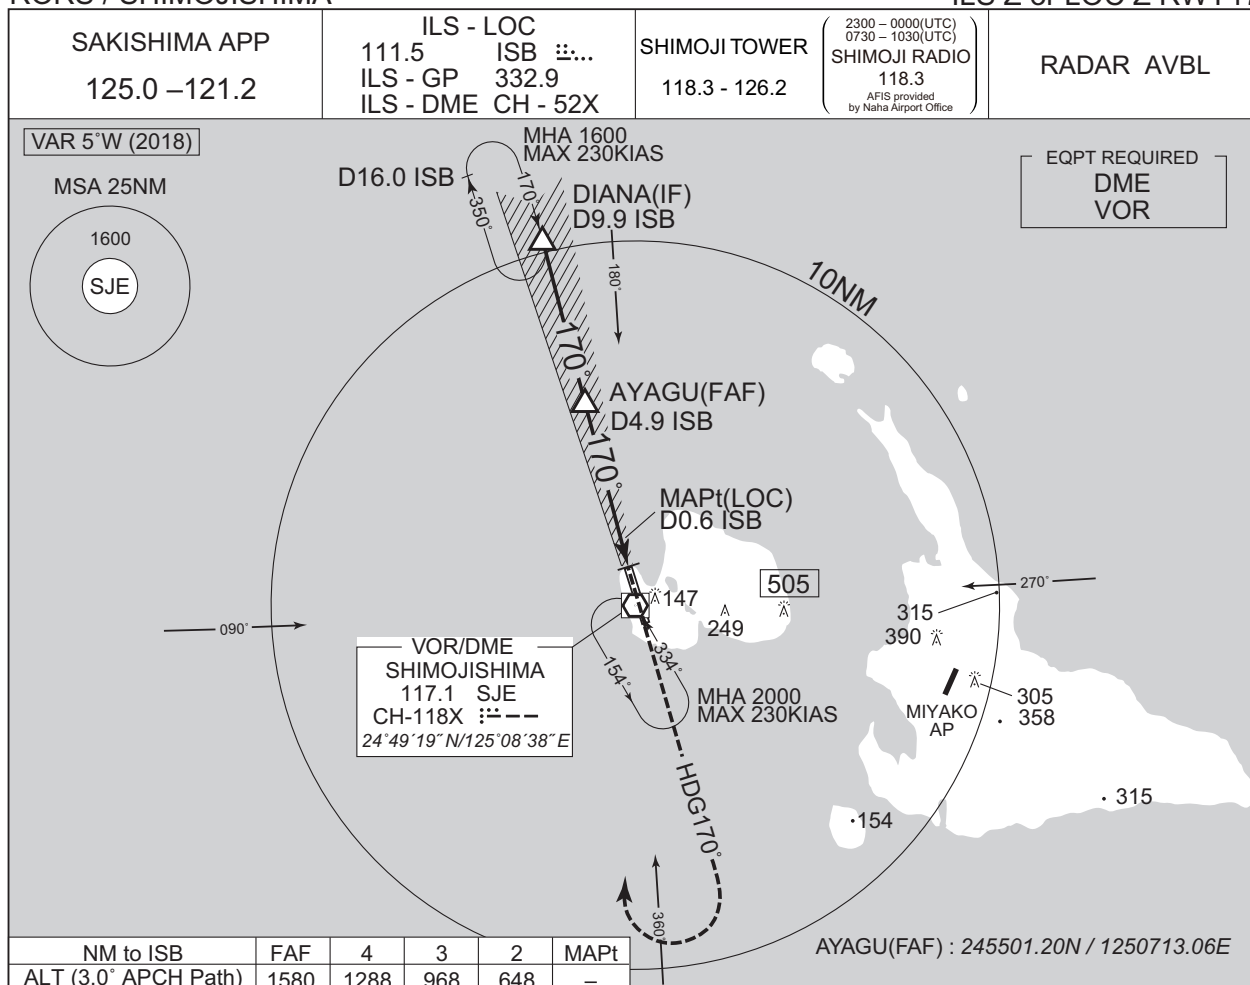 RORS / SHIMOJISHIMA
ILS Z or LOC Z RWY 17
SAKISHIMA APP
125.0 –121.2
ILS - LOC
111.5 ISB
ILS - GP 332.9
ILS - DME CH - 52X
SHIMOJI TOWER
118.3 - 126.2
2300 – 0000(UTC)
0730 – 1030(UTC)
SHIMOJI RADIO
118.3
AFIS provided
by Naha Airport Office
RADAR AVBL
VAR 5˚W (2018)
MSA 25NM
1600
SJE
MHA 1600
MAX 230KIAS
D16.0 ISB
170˚
350˚
DIANA(IF)
D9.9 ISB
180˚
EQPT REQUIRED
DME
VOR
10NM
170˚
AYAGU(FAF)
D4.9 ISB
170˚
MAPt(LOC)
D0.6 ISB
147
249
505
270˚
315
390
090˚
VOR/DME
SHIMOJISHIMA
117.1 SJE
CH-118X
24˚49´19˝N/125˚08´38˝E
154˚
334˚
MHA 2000
MAX 230KIAS
MIYAKO
AP
305
358
315
154
HDG170˚
360˚
AYAGU(FAF) : 245501.20N / 1250713.06E
NM to ISB FAF 4 3 2 MAPt
ALT (3.0˚ APCH Path) 1580 1288 968 648 –